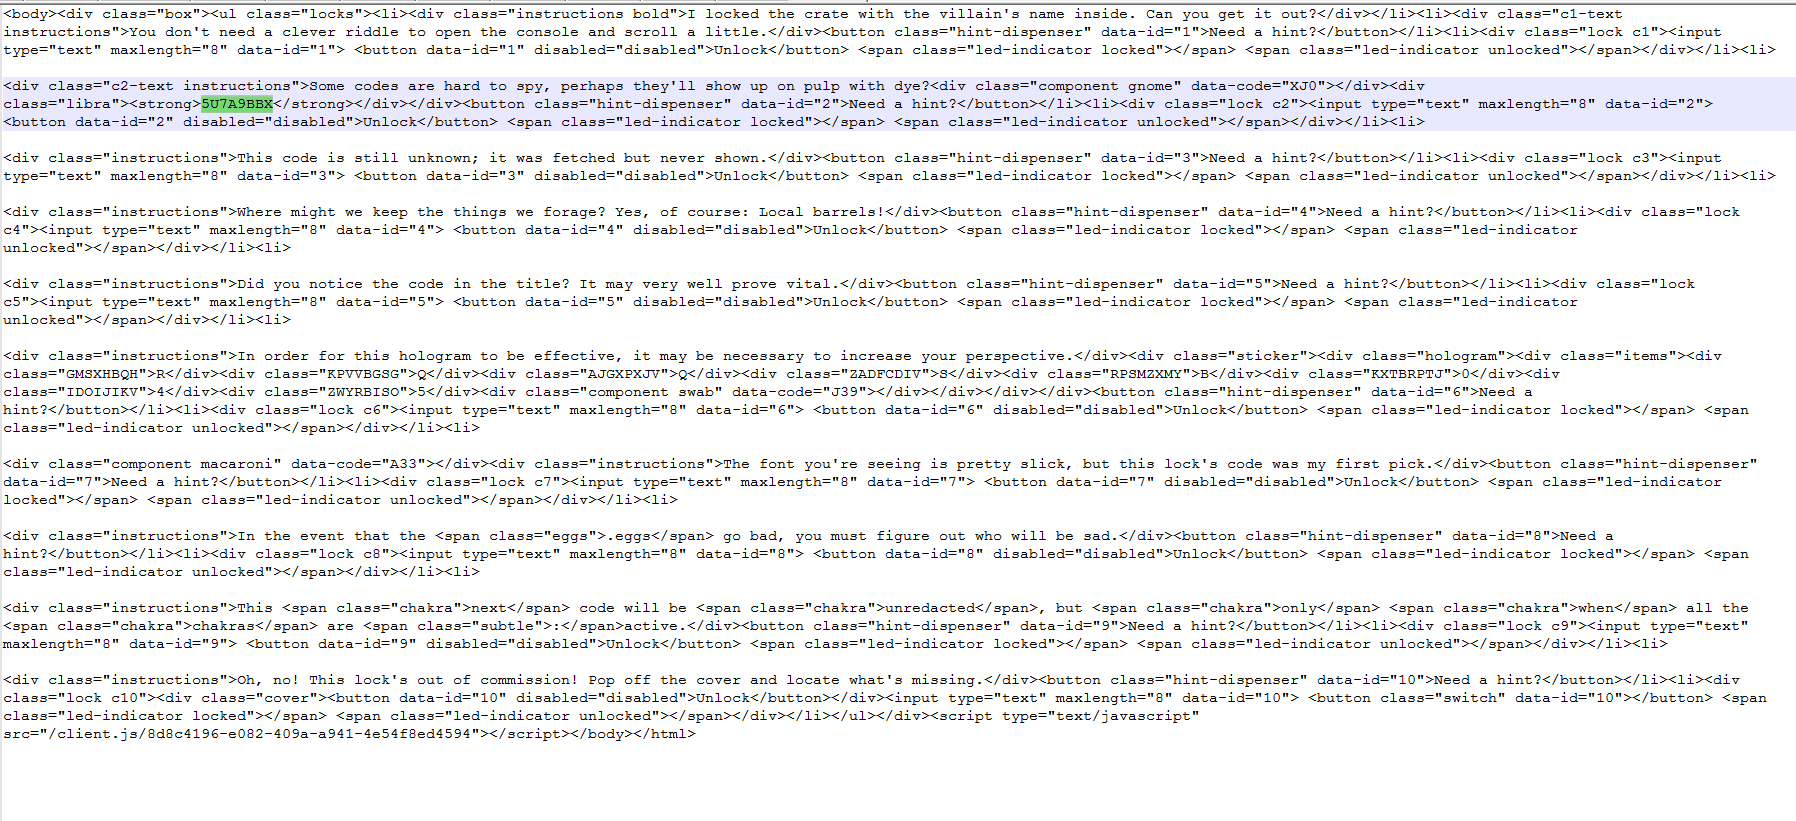 <body><div class="box"><ul class="locks"><li><div class="instructions bold">I locked the crate with the villain's name inside. Can you get it out?</div></li><li><div class="c1-text
instructions">You don't need a clever riddle to open the console and scroll a little.</div><button class="hint-dispenser" data-id="1">Need a hint?</button></li><li><div class="lock c1"><input
type="text" maxlength="8" data-id="1"> <button data-id="1" disabled="disabled">Unlock</button> <span class="led-indicator locked"></span> <span class="led-indicator unlocked"></span></div></li><li>
<div class="c2-text instructions">Some codes are hard to spy, perhaps they'll show up on pulp with dye?<div class="component gnome" data-code="XJ0"></div><div
class="libra"><strong>5U7A9BBX</strong></div></div><button class="hint-dispenser" data-id="2">Need a hint?</button></li><li><div class="lock c2"><input type="text" maxlength="8" data-id="2">
<button data-id="2" disabled="disabled">Unlock</button> <span class="led-indicator locked"></span> <span class="led-indicator unlocked"></span></div></li><li>
<div class="instructions">This code is still unknown; it was fetched but never shown.</div><button class="hint-dispenser" data-id="3">Need a hint?</button></li><li><div class="lock c3"><input
type="text" maxlength="8" data-id="3"> <button data-id="3" disabled="disabled">Unlock</button> <span class="led-indicator locked"></span> <span class="led-indicator unlocked"></span></div></li><li>
<div class="instructions">Where might we keep the things we forage? Yes, of course: Local barrels!</div><button class="hint-dispenser" data-id="4">Need a hint?</button></li><li><div class="lock
c4"><input type="text" maxlength="8" data-id="4"> <button data-id="4" disabled="disabled">Unlock</button> <span class="led-indicator locked"></span> <span class="led-indicator
unlocked"></span></div></li><li>
<div class="instructions">Did you notice the code in the title? It may very well prove vital.</div><button class="hint-dispenser" data-id="5">Need a hint?</button></li><li><div class="lock
c5"><input type="text" maxlength="8" data-id="5"> <button data-id="5" disabled="disabled">Unlock</button> <span class="led-indicator locked"></span> <span class="led-indicator
unlocked"></span></div></li><li>
<div class="instructions">In order for this hologram to be effective, it may be necessary to increase your perspective.</div><div class="sticker"><div class="hologram"><div class="items"><div
class="GMSXHBQH">R</div><div class="KPVVBGSG">Q</div><div class="AJGXPXJV">Q</div><div class="ZADFCDIV">S</div><div class="RPSMZXMY">B</div><div class="KXTBRPTJ">0</div><div
class="IDOIJIKV">4</div><div class="ZWYRBISO">5</div><div class="component swab" data-code="J39"></div></div></div></div><button class="hint-dispenser" data-id="6">Need a
hint?</button></li><li><div class="lock c6"><input type="text" maxlength="8" data-id="6"> <button data-id="6" disabled="disabled">Unlock</button> <span class="led-indicator locked"></span> <span
class="led-indicator unlocked"></span></div></li><li>
<div class="component macaroni" data-code="A33"></div><div class="instructions">The font you're seeing is pretty slick, but this lock's code was my first pick.</div><button class="hint-dispenser"
data-id="7">Need a hint?</button></li><li><div class="lock c7"><input type="text" maxlength="8" data-id="7"> <button data-id="7" disabled="disabled">Unlock</button> <span class="led-indicator
locked"></span> <span class="led-indicator unlocked"></span></div></li><li>
<div class="instructions">In the event that the <span class="eggs">.eggs</span> go bad, you must figure out who will be sad.</div><button class="hint-dispenser" data-id="8">Need a
hint?</button></li><li><div class="lock c8"><input type="text" maxlength="8" data-id="8"> <button data-id="8" disabled="disabled">Unlock</button> <span class="led-indicator locked"></span> <span
class="led-indicator unlocked"></span></div></li><li>
<div class="instructions">This <span class="chakra">next</span> code will be <span class="chakra">unredacted</span>, but <span class="chakra">only</span> <span class="chakra">when</span> all the
<span class="chakra">chakras</span> are <span class="subtle">:</span>active.</div><button class="hint-dispenser" data-id="9">Need a hint?</button></li><li><div class="lock c9"><input type="text"
maxlength="8" data-id="9"> <button data-id="9" disabled="disabled">Unlock</button> <span class="led-indicator locked"></span> <span class="led-indicator unlocked"></span></div></li><li>
<div class="instructions">Oh, no! This lock's out of commission! Pop off the cover and locate what's missing.</div><button class="hint-dispenser" data-id="10">Need a hint?</button></li><li><div
class="lock c10"><div class="cover"><button data-id="10" disabled="disabled">Unlock</button></div><input type="text" maxlength="8" data-id="10"> <button class="switch" data-id="10"></button> <span
class="led-indicator locked"></span> <span class="led-indicator unlocked"></span></div></li></ul></div><script type="text/javascript"
src="/client.js/8d8c4196-e082-409a-a941-4e54f8ed4594"></script></body></html>